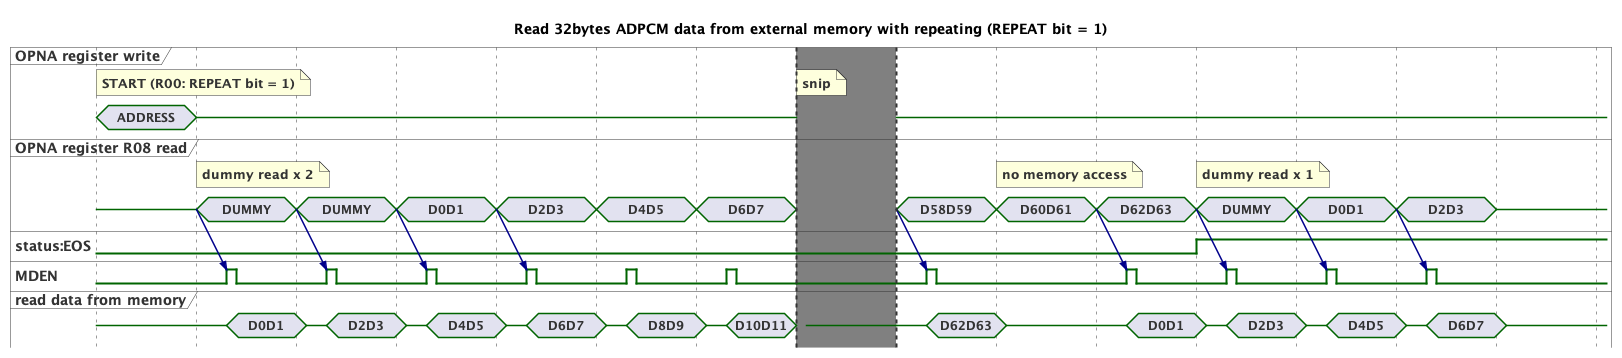 Read 32bytes ADPCM data from external memory with repeating (REPEAT bit = 1)
OPNA register write
START (R00: REPEAT bit = 1)
snip
ADDRESS
OPNA register R08 read
dummy read x 2
no memory access
dummy read x 1
DUMMY DUMMY D0D1 D2D3 D4D5 D6D7 D58D59 D60D61 D62D63 DUMMY D0D1 D2D3
status:EOS
MDEN
read data from memory
D0D1 D2D3 D4D5 D6D7 D8D9 D10D11 D62D63 D0D1 D2D3 D4D5 D6D7